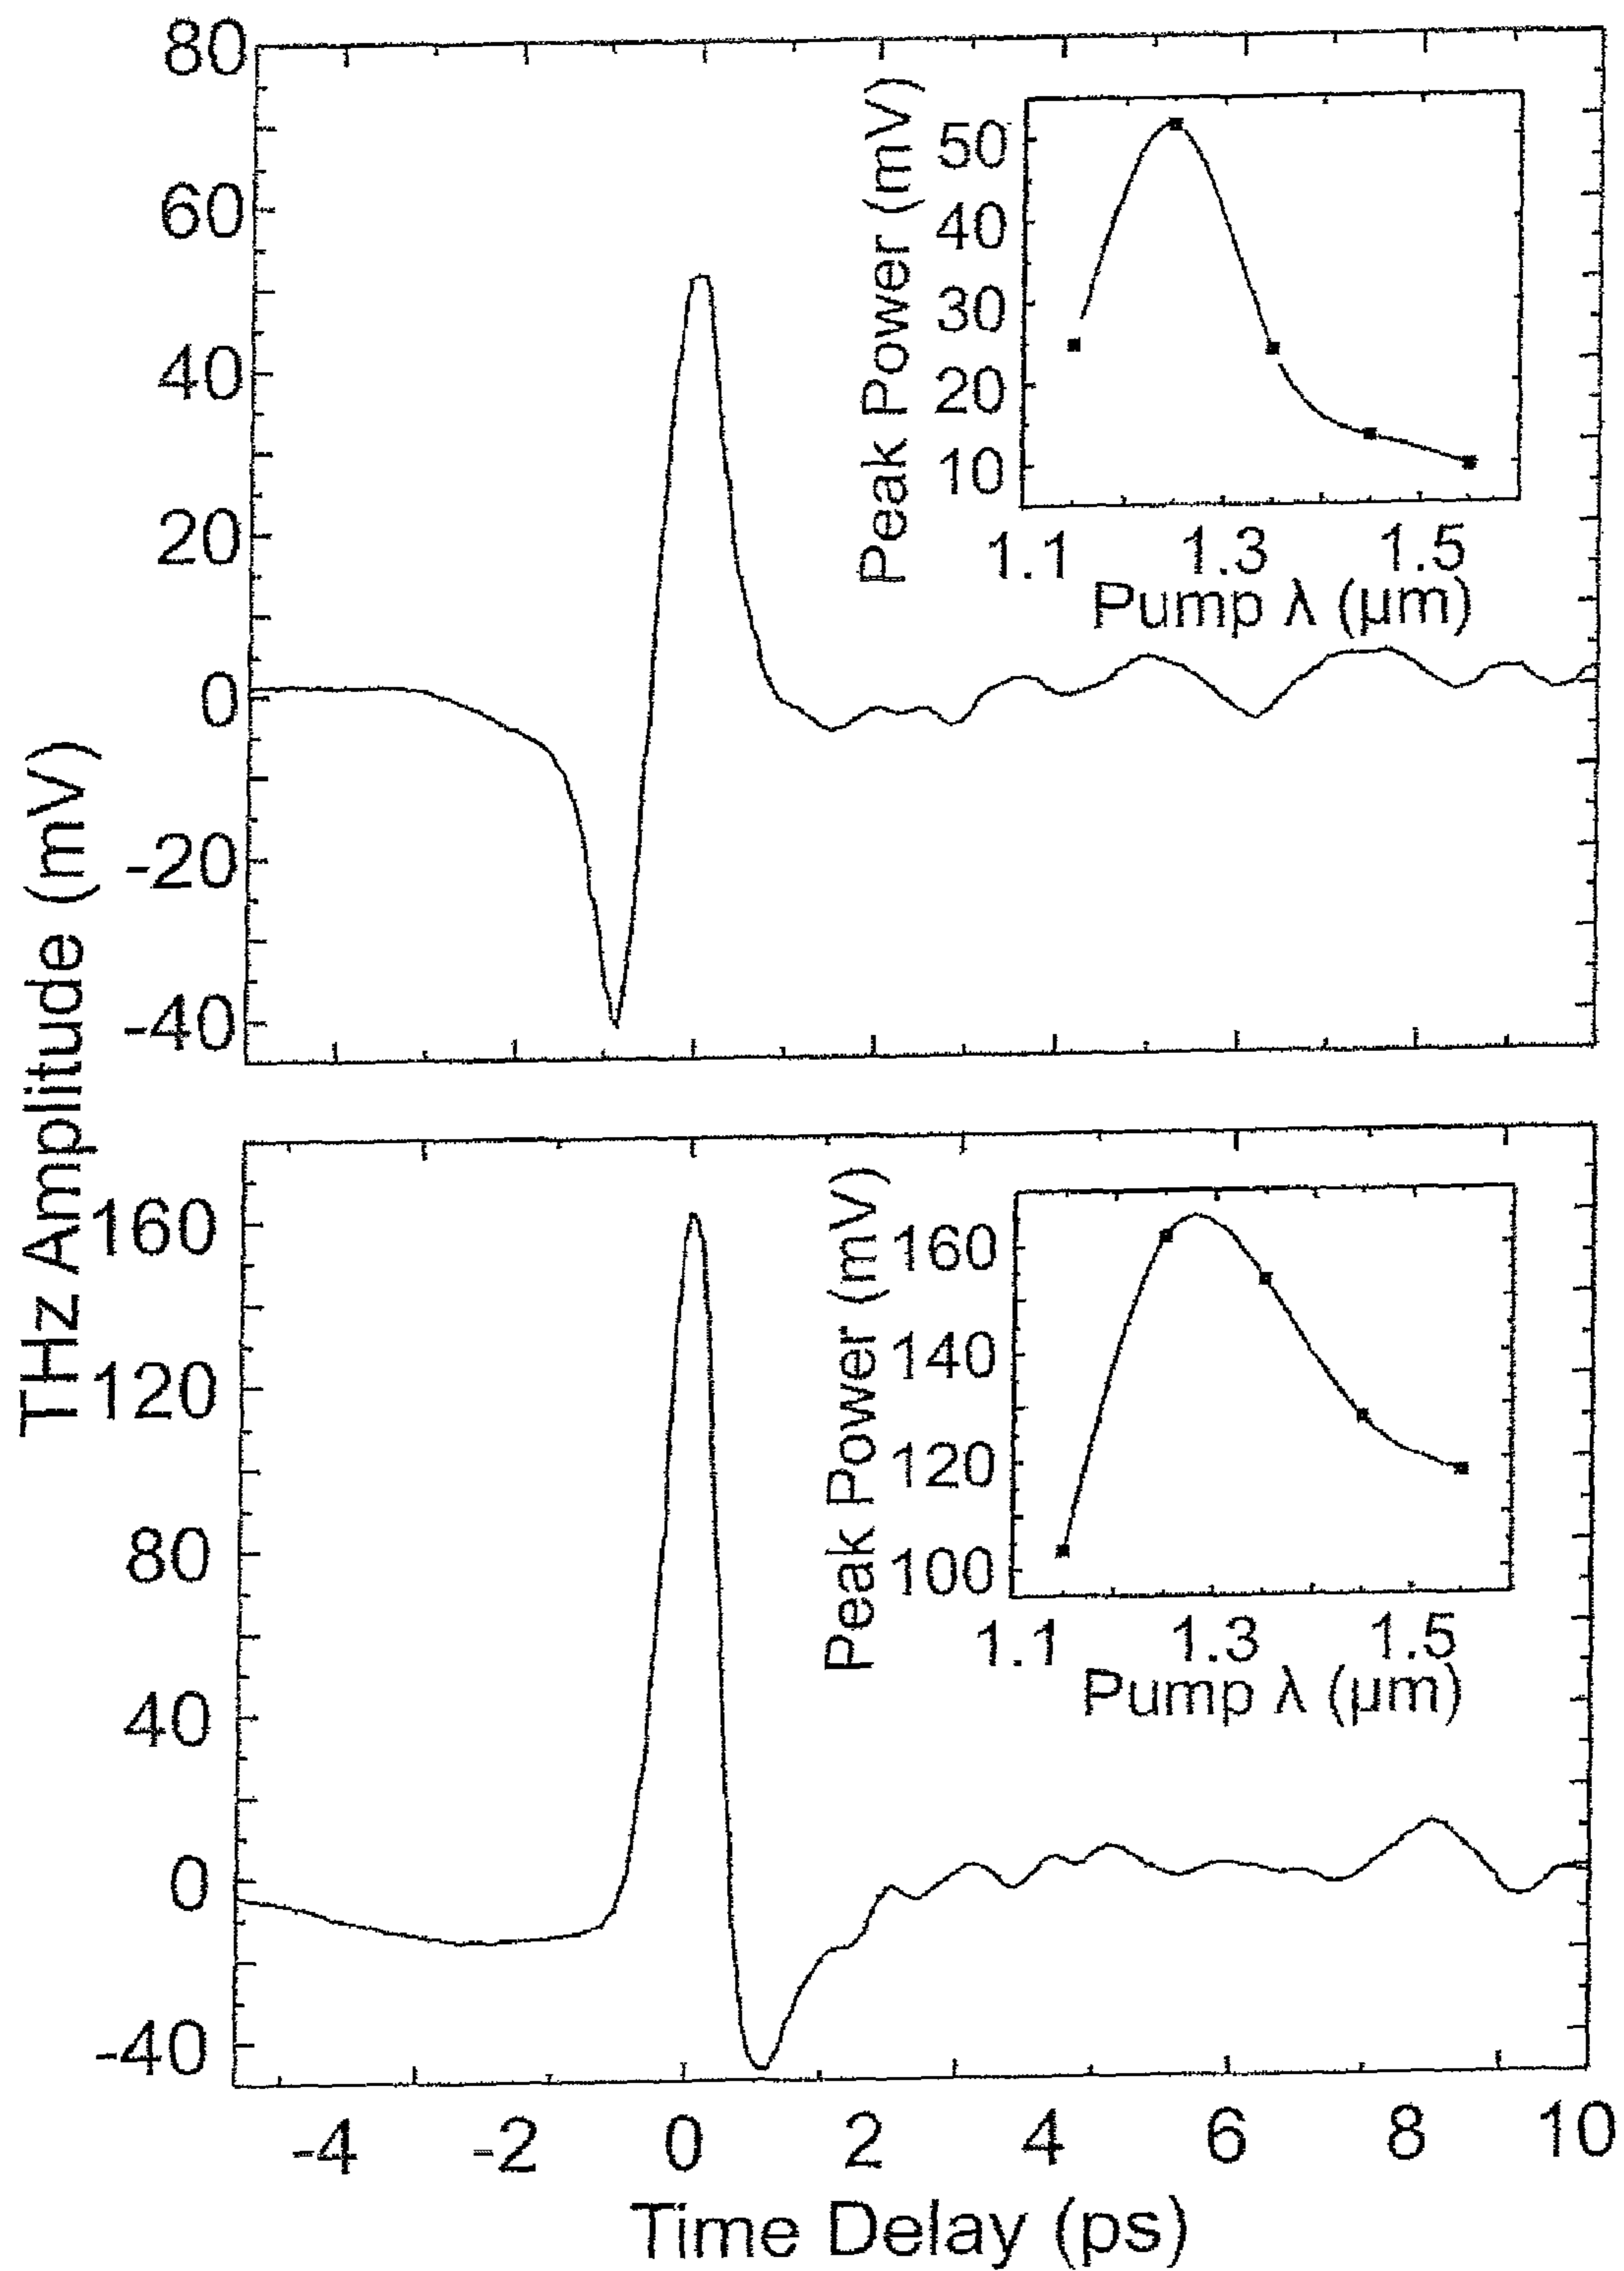 THz Amplitude (mV)
80
60
40
20
0
-20
-40
Peak Power (mV)
50
40
30
20
10
1.1 1.3 1.5
Pump λ (μm)
160
120
80
40
0
-40
Peak Power (mV)
160
140
120
100
1.1 1.3 1.5
Pump λ (μm)
-4 -2 0 2 4 6 8 10
Time Delay (ps)